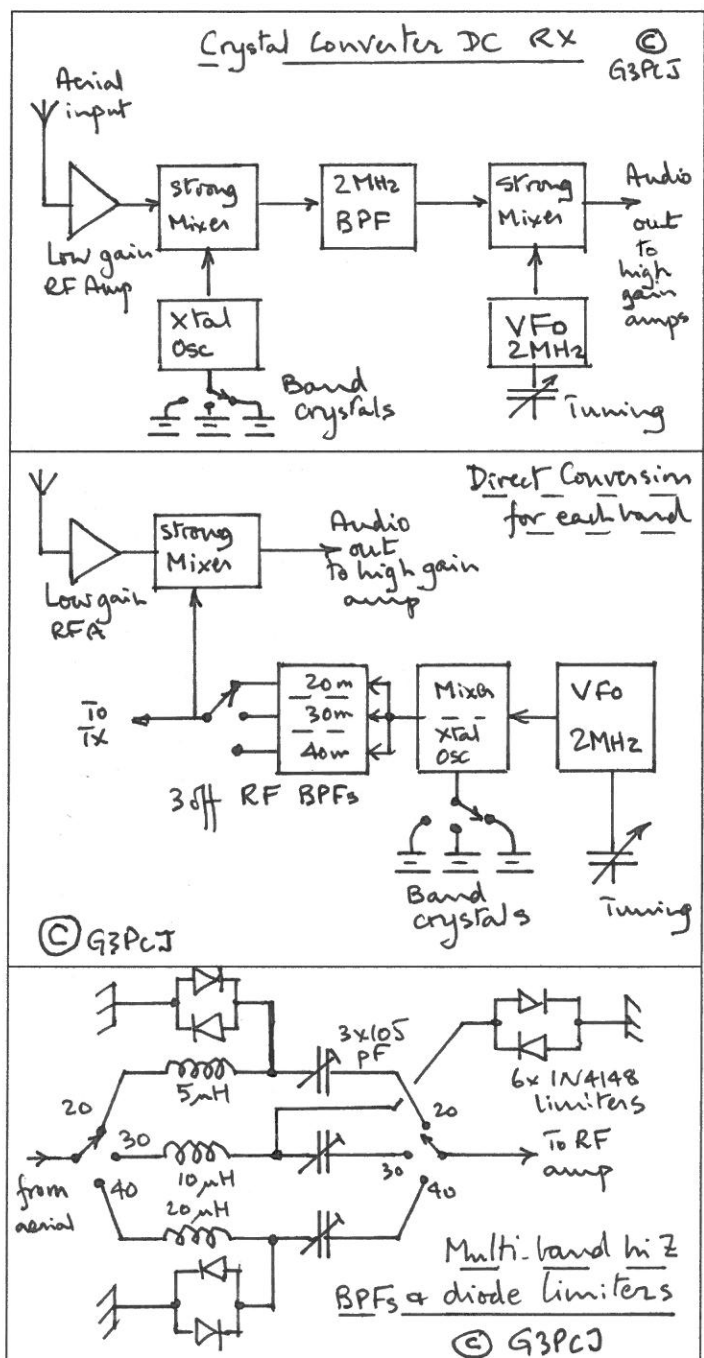 Crystal Converter DC RX
©
G3PCJ
Aerial
input
Strong
Mixer
2MHz
BPF
Strong
Mixer
Audio
out
to
high
gain
amps
Low gain
RF Amp
Xtal
Osc
VFO
2MHz
Band
crystals
Tuning
Direct Conversion
for each band
Strong
Mixer
Audio
out
to high gain
amp
Low gain
RFA
To
TX
20m
30m
40m
Mixer
Xtal
Osc
VFO
2MHz
3 off RF BPFs
Band
crystals
Tuning
© G3PCJ
3x105
pF
5µH
6x 1N4148
limiters
20
20
30
10µH
30
To RF
amp
from
aerial
40
20µH
40
Multi-band hi Z
BPFs & diode limiters
© G3PCJ